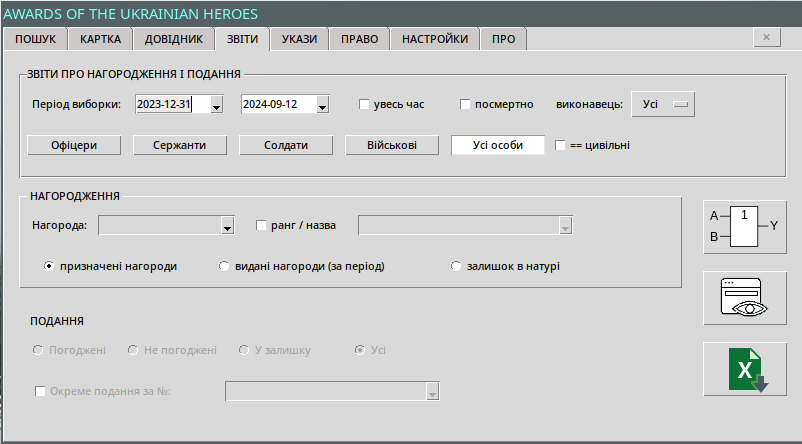 AWARDS OF THE UKRAINIAN HEROES
ПОШУК КАРТКА ДОВІДНИК ЗВІТИ УКАЗИ ПРАВО НАСТРОЙКИ ПРО
ЗВІТИ ПРО НАГОРОДЖЕННЯ І ПОДАННЯ
Період виборки: 2023-12-31 2024-09-12 увесь час посмертно виконавець: Усі
Офіцери Сержанти Солдати Військові Усі особи == цивільні
НАГОРОДЖЕННЯ
Нагорода: ранг / назва
A 1 Y
B
призначені нагороди видані нагороди (за період) залишок в натурі
ПОДАННЯ
Погоджені Не погоджені У залишку Усі
X
Окреме подання за №: